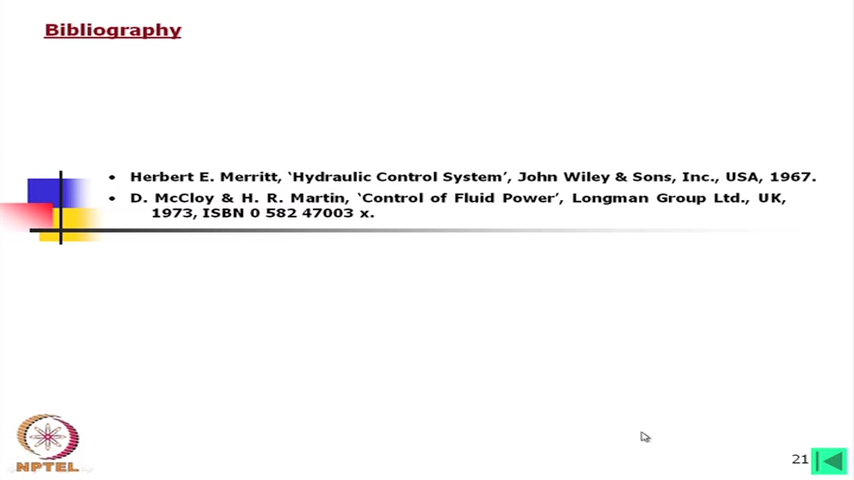 Bibliography
• Herbert E. Merritt, ‘Hydraulic Control System’, John Wiley & Sons, Inc., USA, 1967.
• D. McCloy & H. R. Martin, ‘Control of Fluid Power’, Longman Group Ltd., UK,
1973, ISBN 0 582 47003 x.
NPTEL
21